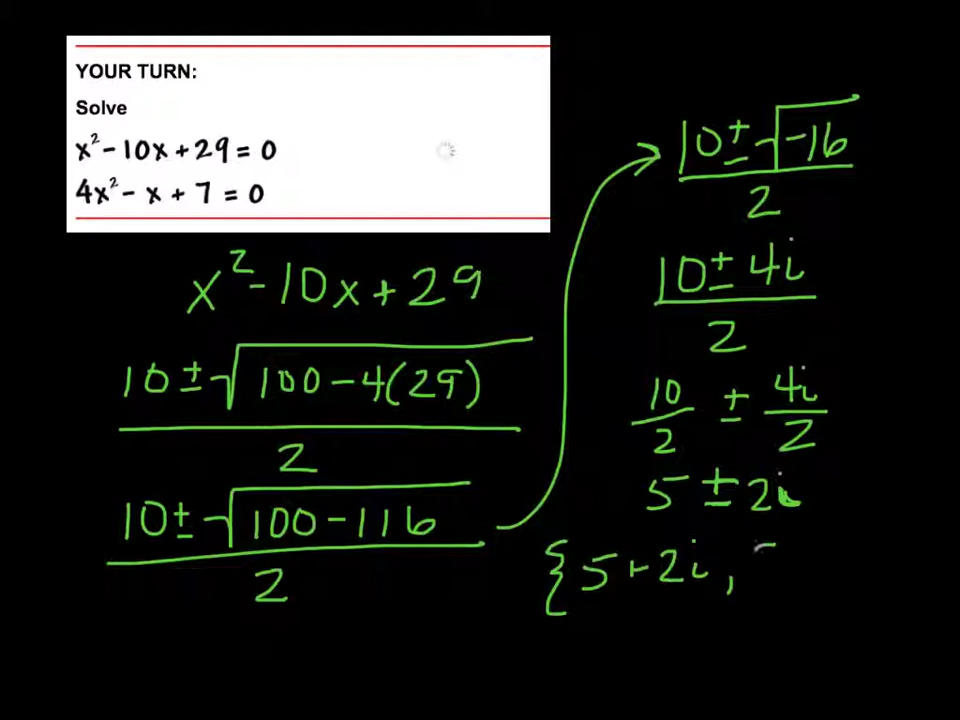 YOUR TURN:
Solve
x² - 10x + 29 = 0
4x² - x + 7 = 0
x² - 10x + 29
10 ± √(100 - 4(29))
2
10 ± √(100 - 116)
2
10 ± √(-16)
2
10 ± 4i
2
10/2 ± 4i/2
5 ± 2i
{5 + 2i,